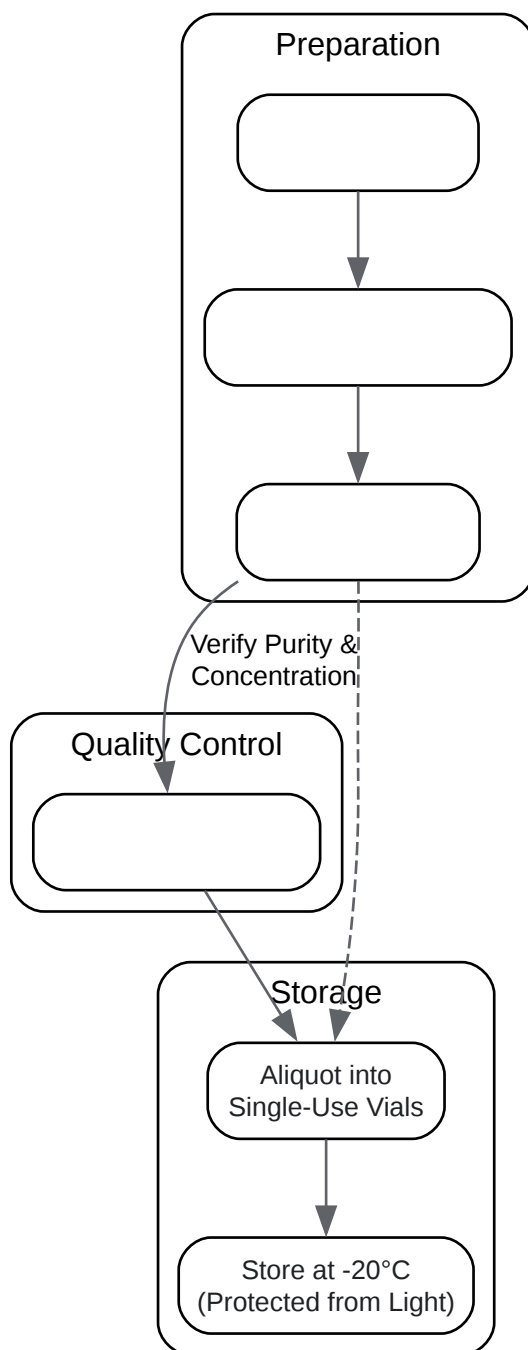 Preparation
Verify Purity &
Concentration
Quality Control
Storage
Aliquot into
Single-Use Vials
Store at -20°C
(Protected from Light)